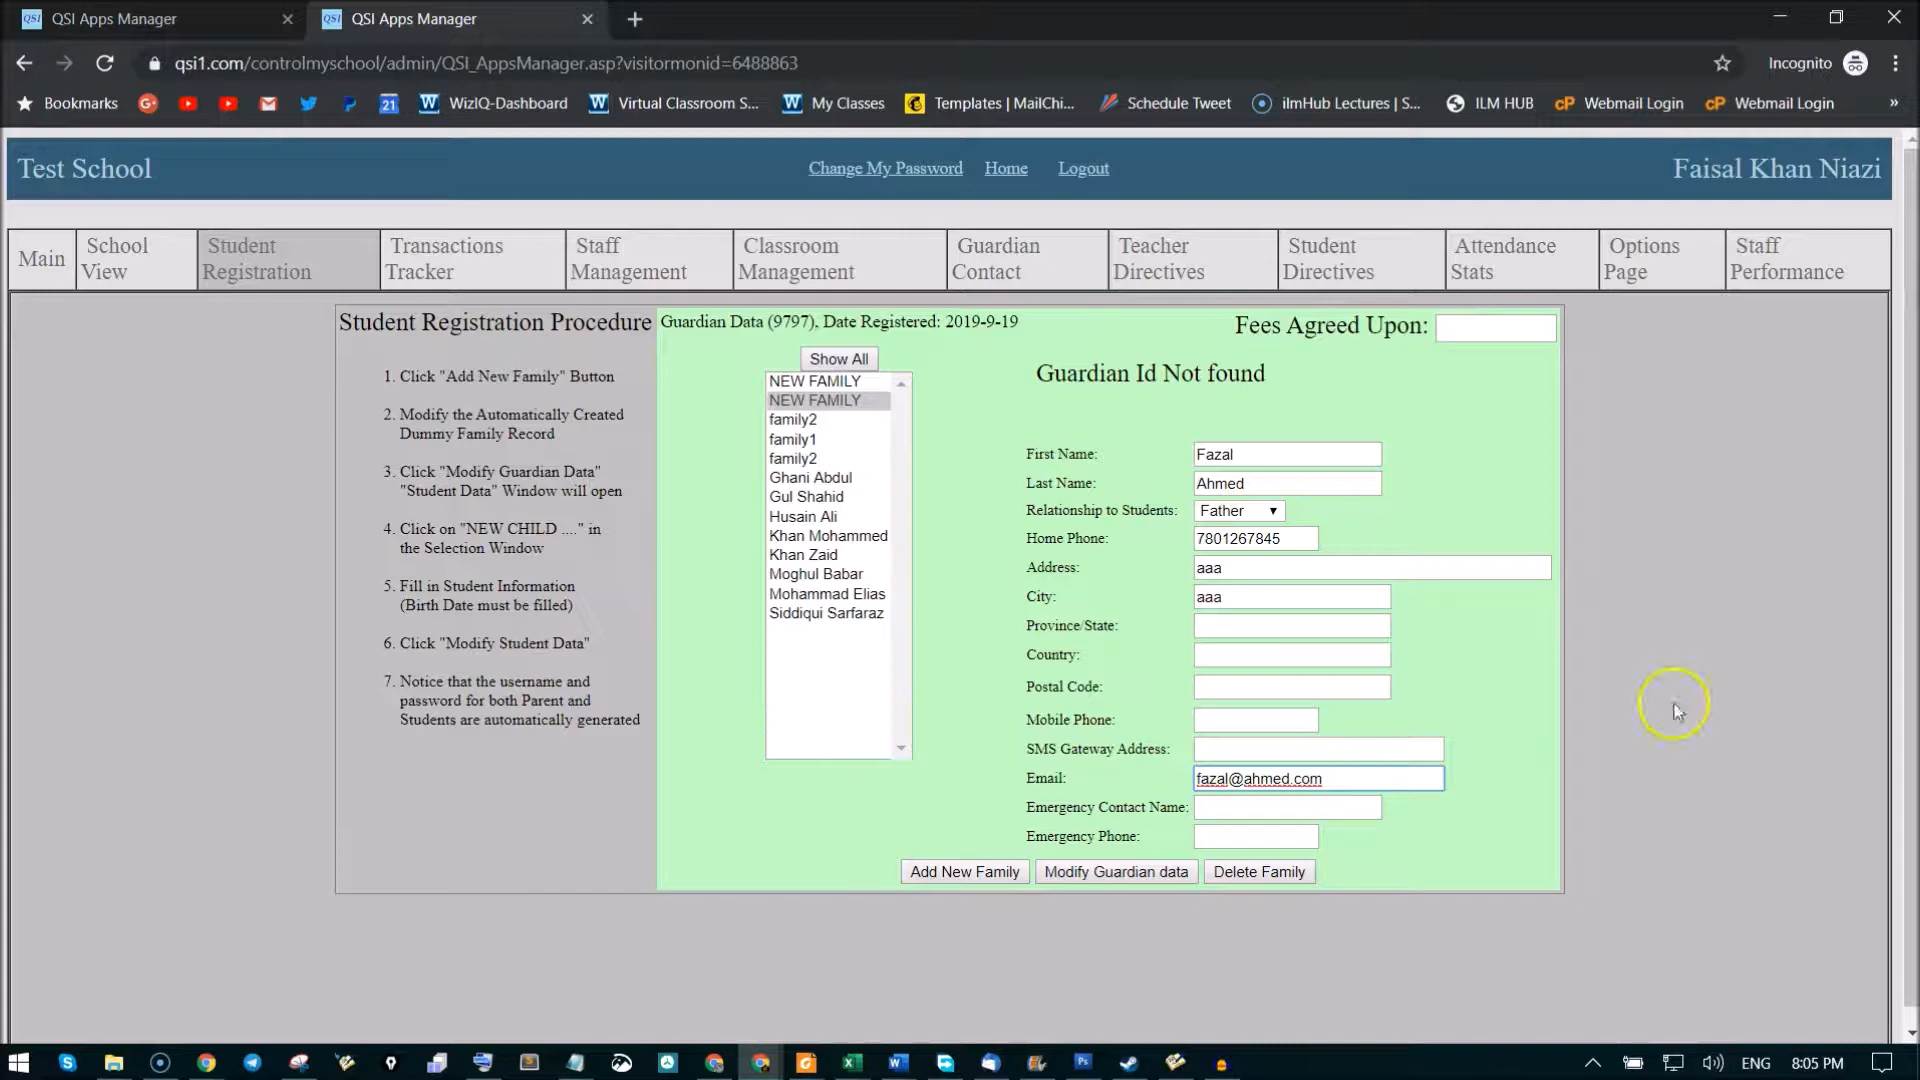 QSI QSI Apps Manager
QSI QSI Apps Manager
qsi1.com/controlmyschool/admin/QSI_AppsManager.asp?visitormonid=6488863
Incognito
Bookmarks
21
W WizIQ-Dashboard
W Virtual Classroom S...
W My Classes
Templates | MailChi...
Schedule Tweet
ilmHub Lectures | S...
ILM HUB
cP Webmail Login
cP Webmail Login
»
Test School
Change My Password
Home
Logout
Faisal Khan Niazi
Main
School View
Student Registration
Transactions Tracker
Staff Management
Classroom Management
Guardian Contact
Teacher Directives
Student Directives
Attendance Stats
Options Page
Staff Performance
Student Registration Procedure
1. Click "Add New Family" Button
2. Modify the Automatically Created
Dummy Family Record
3. Click "Modify Guardian Data"
"Student Data" Window will open
4. Click on "NEW CHILD ...." in
the Selection Window
5. Fill in Student Information
(Birth Date must be filled)
6. Click "Modify Student Data"
7. Notice that the username and
password for both Parent and
Students are automatically generated
Guardian Data (9797), Date Registered: 2019-9-19
Fees Agreed Upon:
Show All
NEW FAMILY
NEW FAMILY
family2
family1
family2
Ghani Abdul
Gul Shahid
Husain Ali
Khan Mohammed
Khan Zaid
Moghul Babar
Mohammad Elias
Siddiqui Sarfaraz
Guardian Id Not found
First Name: Fazal
Last Name: Ahmed
Relationship to Students: Father
Home Phone: 7801267845
Address: aaa
City: aaa
Province/State:
Country:
Postal Code:
Mobile Phone:
SMS Gateway Address:
Email: fazal@ahmed.com
Emergency Contact Name:
Emergency Phone:
Add New Family
Modify Guardian data
Delete Family
ENG
8:05 PM